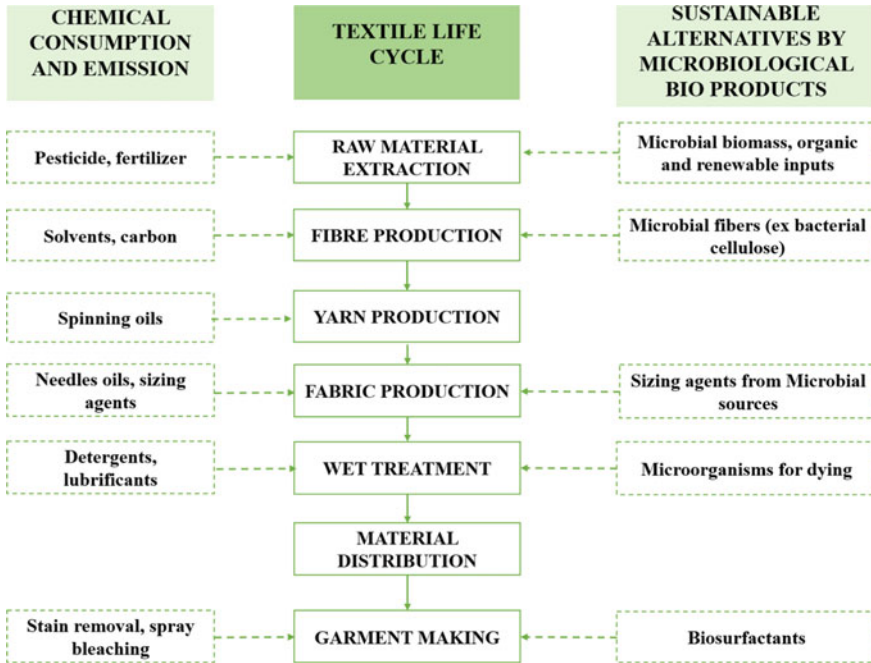 CHEMICAL
CONSUMPTION
AND EMISSION
TEXTILE LIFE
CYCLE
SUSTAINABLE
ALTERNATIVES BY
MICROBIOLOGICAL
BIO PRODUCTS
Pesticide, fertilizer
RAW MATERIAL
EXTRACTION
Microbial biomass, organic
and renewable inputs
Solvents, carbon
FIBRE PRODUCTION
Microbial fibers (ex bacterial
cellulose)
Spinning oils
YARN PRODUCTION
Needles oils, sizing
agents
FABRIC PRODUCTION
Sizing agents from Microbial
sources
Detergents,
lubrificants
WET TREATMENT
Microorganisms for dying
MATERIAL
DISTRIBUTION
Stain removal, spray
bleaching
GARMENT MAKING
Biosurfactants